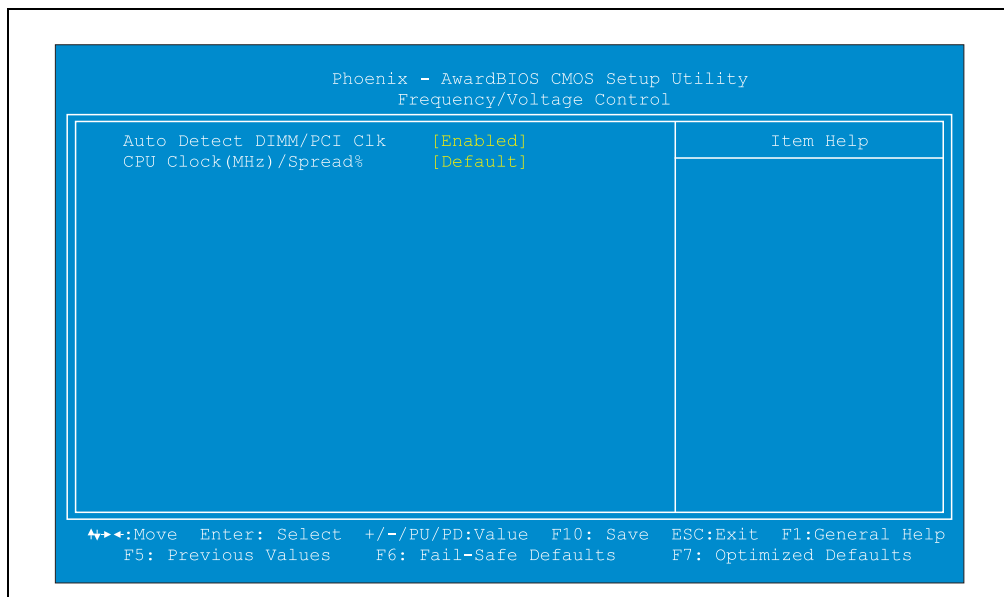 Phoenix - AwardBIOS CMOS Setup Utility
Frequency/Voltage Control
Auto Detect DIMM/PCI Clk [Enabled]
CPU Clock(MHz)/Spread% [Default]
Item Help
:Move Enter: Select +/-/PU/PD:Value F10: Save ESC:Exit F1:General Help
F5: Previous Values F6: Fail-Safe Defaults F7: Optimized Defaults